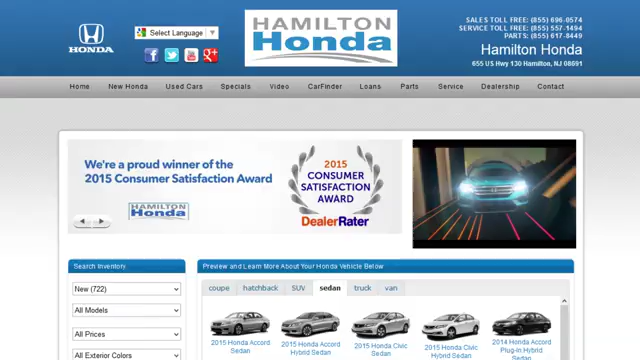 Select Language
HONDA
HAMILTON
Honda
SALES TOLL FREE: (855) 696-0574
SERVICE TOLL FREE: (855) 557-1494
PARTS: (855) 617-8449
Hamilton Honda
655 US Hwy 130 Hamilton, NJ 08691
Home New Honda Used Cars Specials Video CarFinder Loans Parts Service Dealership Contact
We're a proud winner of the
2015 Consumer Satisfaction Award
HAMILTON
Honda
2015
CONSUMER
SATISFACTION
AWARD
DealerRater
Search Inventory
New (722)
All Models
All Prices
All Exterior Colors
Preview and Learn More About Your Honda Vehicle Below
coupe hatchback SUV sedan truck van
2015 Honda Accord
Sedan
2015 Honda Accord
Hybrid Sedan
2015 Honda Civic
Sedan
2015 Honda Civic
Hybrid Sedan
2014 Honda Accord
Plug-in Hybrid
Sedan